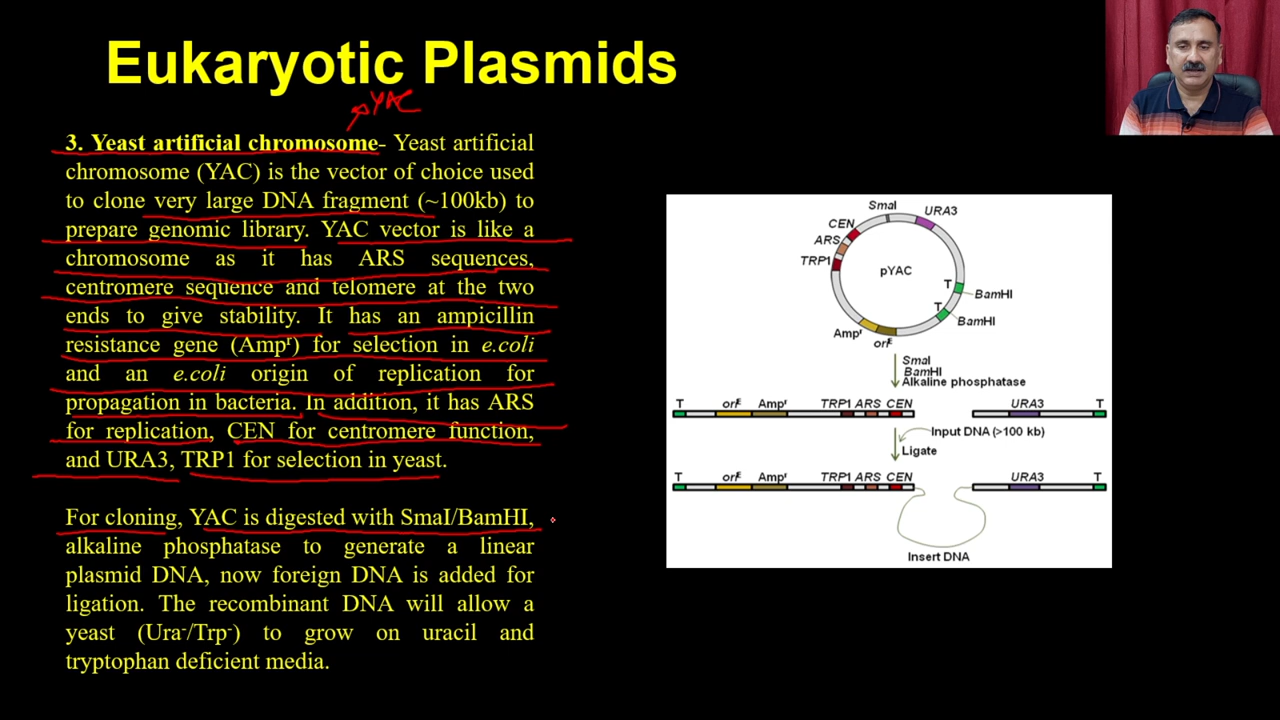 Eukaryotic Plasmids
YAC
3. Yeast artificial chromosome- Yeast artificial
chromosome (YAC) is the vector of choice used
to clone very large DNA fragment (~100kb) to
prepare genomic library. YAC vector is like a
chromosome as it has ARS sequences,
centromere sequence and telomere at the two
ends to give stability. It has an ampicillin
resistance gene (Ampʳ) for selection in e.coli
and an e.coli origin of replication for
propagation in bacteria. In addition, it has ARS
for replication, CEN for centromere function,
and URA3, TRP1 for selection in yeast.
For cloning, YAC is digested with SmaI/BamHI,
alkaline phosphatase to generate a linear
plasmid DNA, now foreign DNA is added for
ligation. The recombinant DNA will allow a
yeast (Ura⁻/Trp⁻) to grow on uracil and
tryptophan deficient media.
SmaI
URA3
CEN
ARS
TRP1
pYAC
T
BamHI
T
BamHI
Ampʳ
oriᴱ
SmaI
BamHI
Alkaline phosphatase
T oriᴱ Ampʳ TRP1 ARS CEN URA3 T
Input DNA (>100 kb)
Ligate
T oriᴱ Ampʳ TRP1 ARS CEN URA3 T
Insert DNA